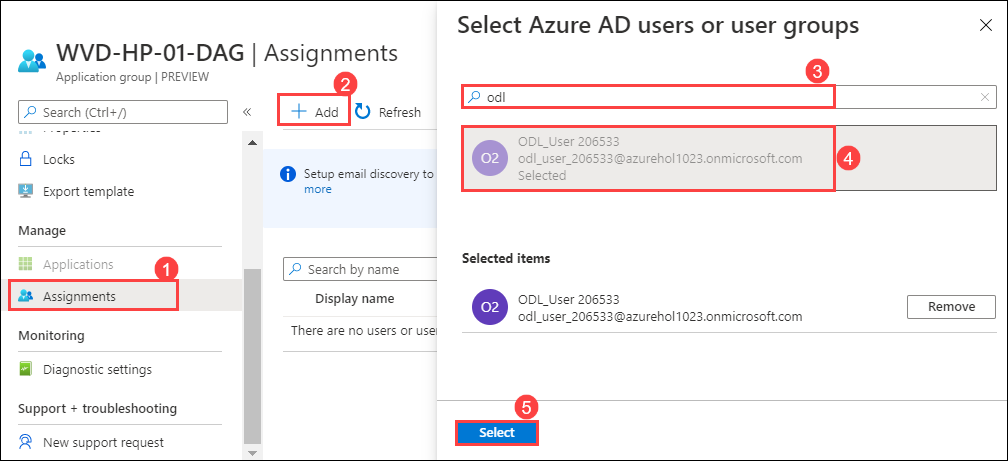 WVD-HP-01-DAG | Assignments
Application group | PREVIEW
Search (Ctrl+/)
«
Properties
Locks
Export template
Manage
Applications
1
Assignments
Monitoring
Diagnostic settings
Support + troubleshooting
New support request
2
Add
Refresh
Setup email discovery to
more
Search by name
Display name
There are no users or user
Select Azure AD users or user groups
3
odl
O2
ODL_User 206533
odl_user_206533@azurehol1023.onmicrosoft.com
Selected
4
Selected items
O2
ODL_User 206533
odl_user_206533@azurehol1023.onmicrosoft.com
Remove
5
Select